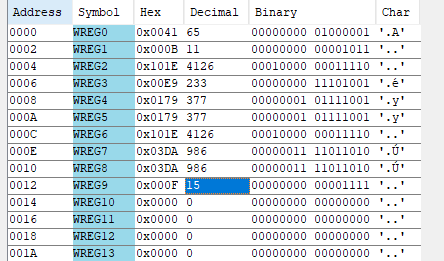 Address Symbol Hex Decimal Binary Char
0000 WREG0 0x0041 65 00000000 01000001 '.A'
0002 WREG1 0x000B 11 00000000 00001011 '..'
0004 WREG2 0x101E 4126 00010000 00011110 '..'
0006 WREG3 0x00E9 233 00000000 11101001 '.é'
0008 WREG4 0x0179 377 00000001 01111001 '.y'
000A WREG5 0x0179 377 00000001 01111001 '.y'
000C WREG6 0x101E 4126 00010000 00011110 '..'
000E WREG7 0x03DA 986 00000011 11011010 '.Ú'
0010 WREG8 0x03DA 986 00000011 11011010 '.Ú'
0012 WREG9 0x000F 15 00000000 00001111 '..'
0014 WREG10 0x0000 0 00000000 00000000 '..'
0016 WREG11 0x0000 0 00000000 00000000 '..'
0018 WREG12 0x0000 0 00000000 00000000 '..'
001A WREG13 0x0000 0 00000000 00000000 '..'